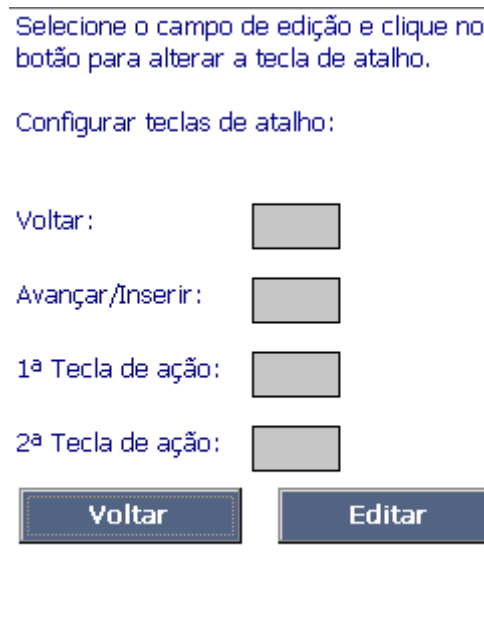 Selecione o campo de edição e clique no
botão para alterar a tecla de atalho.
Configurar teclas de atalho:
Voltar:
Avançar/Inserir:
1ª Tecla de ação:
2ª Tecla de ação:
Voltar
Editar